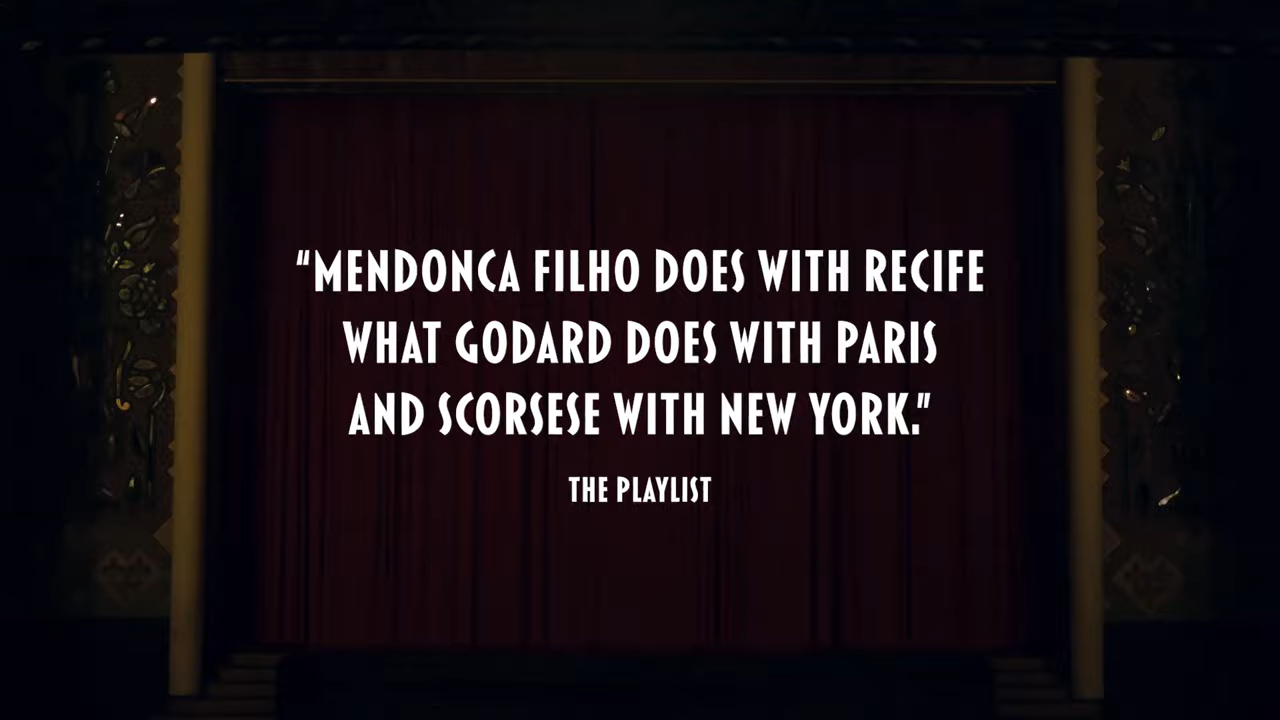 “MENDONCA FILHO DOES WITH RECIFE
WHAT GODARD DOES WITH PARIS
AND SCORSESE WITH NEW YORK.”
THE PLAYLIST